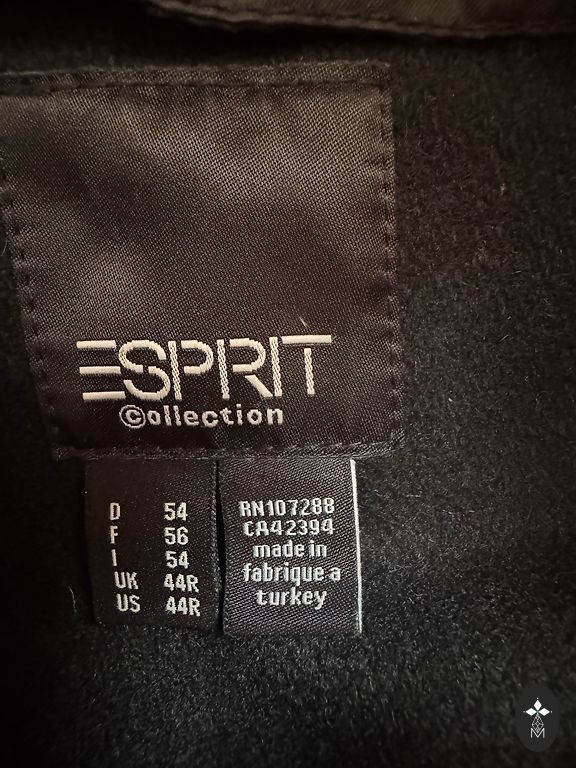 ESPRIT
©ollection
D 54
F 56
I 54
UK 44R
US 44R
RN107288
CA42394
made in
fabrique a
turkey
M